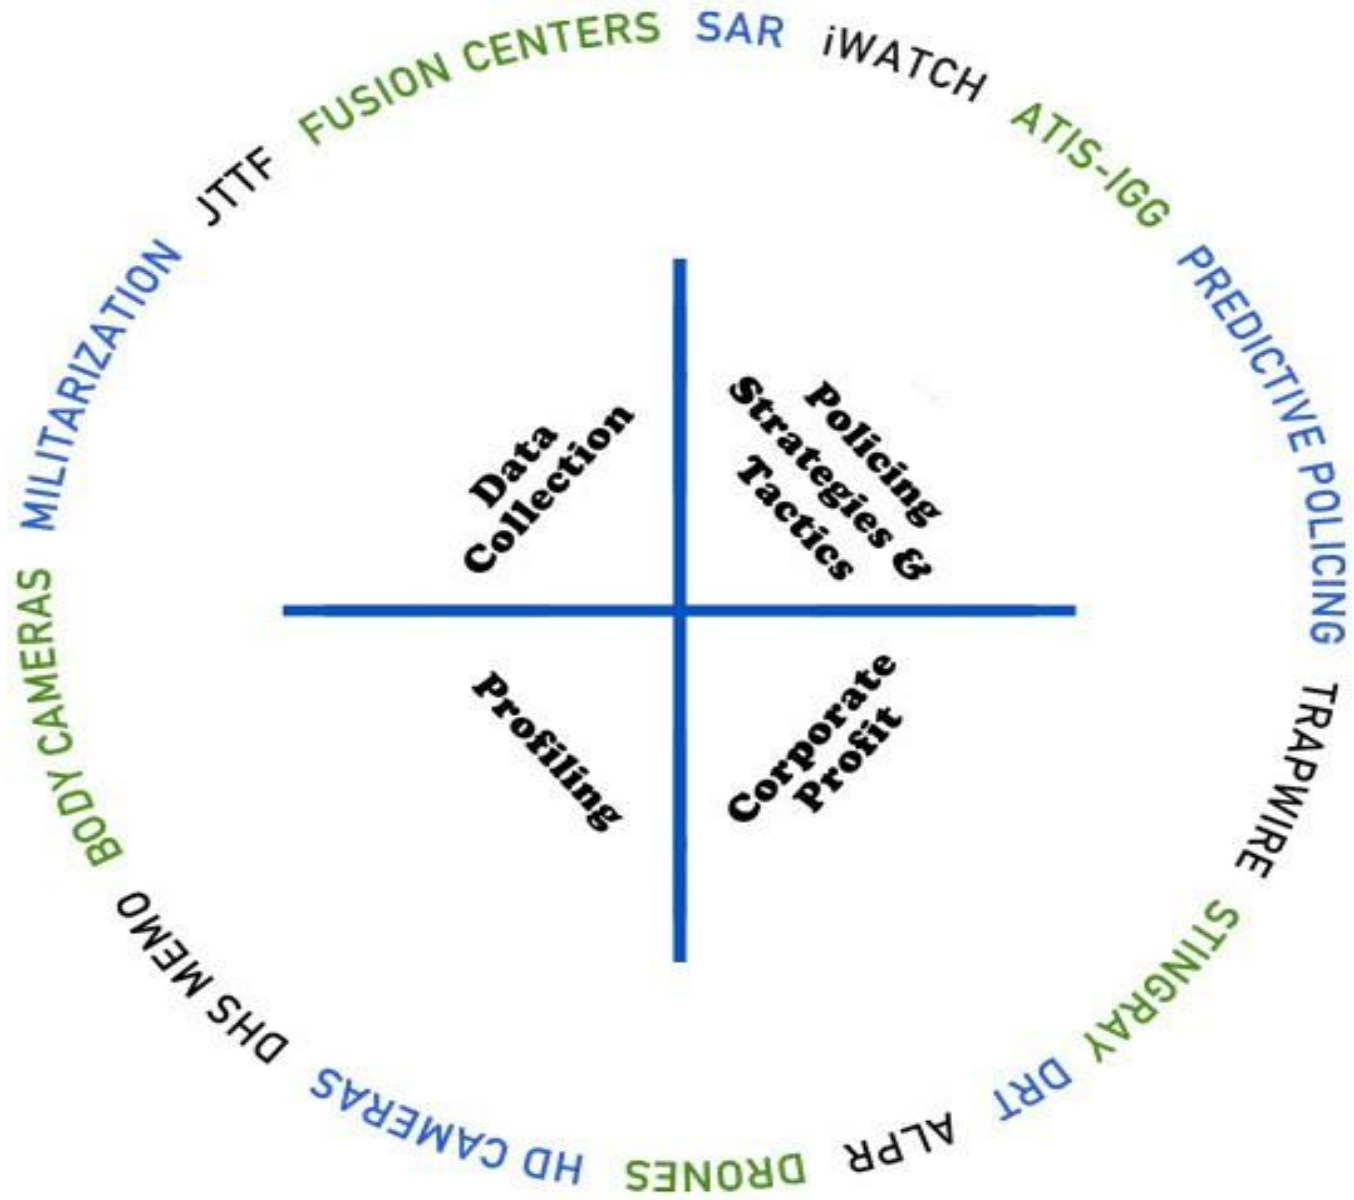 FUSION CENTERS
SAR
iWATCH
ATIS-IGG
PREDICTIVE POLICING
TRAPWIRE
STINGRAY
DRT
ALPR
DRONES
HD CAMERAS
DHS MEMO
BODY CAMERAS
MILITARIZATION
JTTF
Data
Collection
Policing
Strategies &
Tactics
Profiling
Corporate
Profit